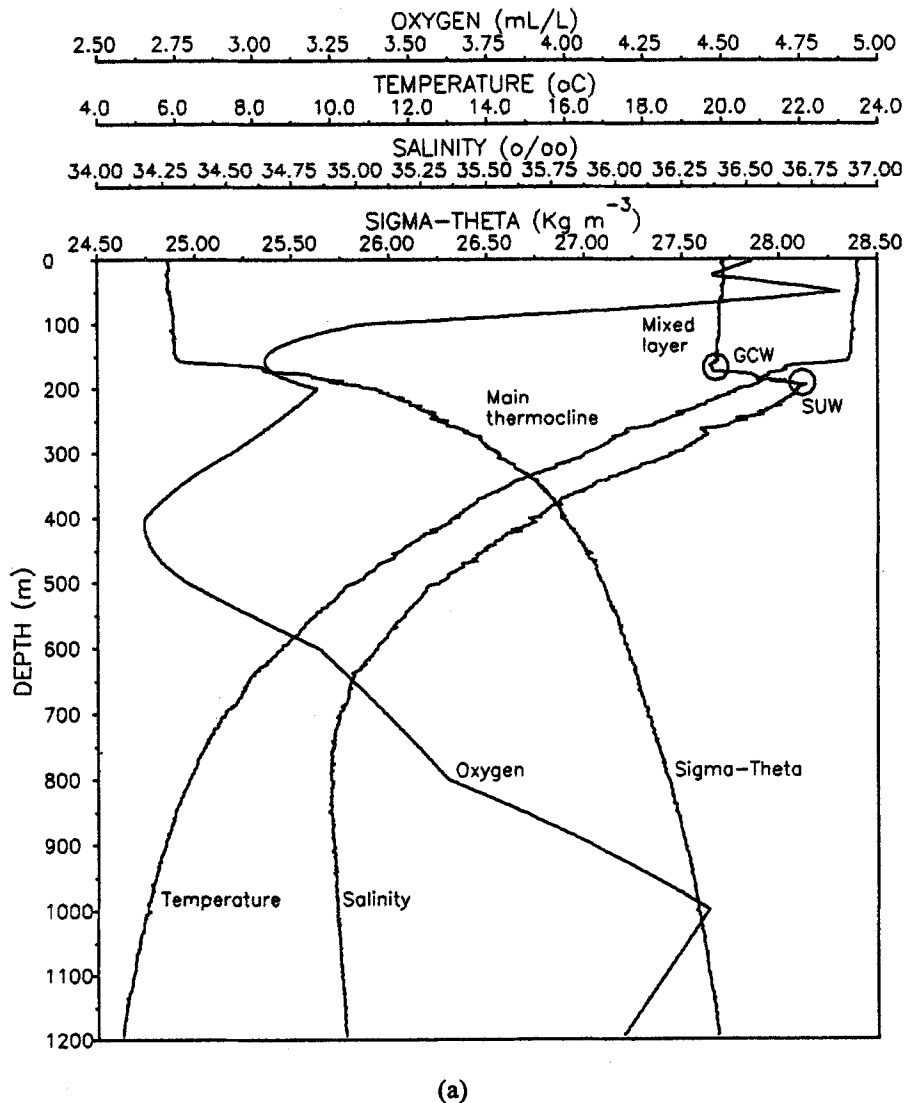 OXYGEN (mL/L)
2.50 2.75 3.00 3.25 3.50 3.75 4.00 4.25 4.50 4.75 5.00
TEMPERATURE (oC)
4.0 6.0 8.0 10.0 12.0 14.0 16.0 18.0 20.0 22.0 24.0
SALINITY (o/oo)
34.00 34.25 34.50 34.75 35.00 35.25 35.50 35.75 36.00 36.25 36.50 36.75 37.00
SIGMA-THETA (Kg m-3)
24.50 25.00 25.50 26.00 26.50 27.00 27.50 28.00 28.50
0
100
200
300
400
500
600
700
800
900
1000
1100
1200
DEPTH (m)
Mixed
layer
GCW
SUW
Main
thermocline
Oxygen
Sigma-Theta
Temperature
Salinity
(a)